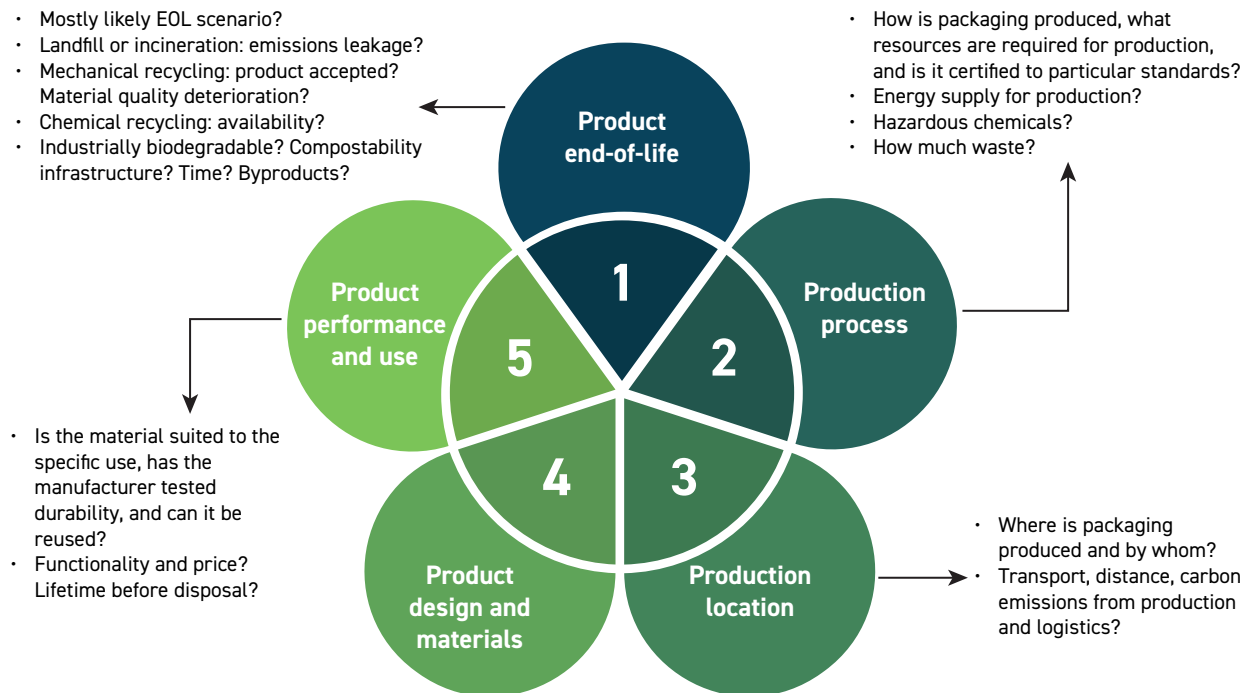 · Mostly likely EOL scenario?
· Landfill or incineration: emissions leakage?
· Mechanical recycling: product accepted?
Material quality deterioration?
· Chemical recycling: availability?
· Industrially biodegradable? Compostability
infrastructure? Time? Byproducts?
· How is packaging produced, what
resources are required for production,
and is it certified to particular standards?
· Energy supply for production?
· Hazardous chemicals?
· How much waste?
Product
end-of-life
1
Production
process
2
Production
location
3
Product
design and
materials
4
Product
performance
and use
5
· Is the material suited to the
specific use, has the
manufacturer tested
durability, and can it be
reused?
· Functionality and price?
Lifetime before disposal?
· Where is packaging
produced and by whom?
· Transport, distance, carbon
emissions from production
and logistics?